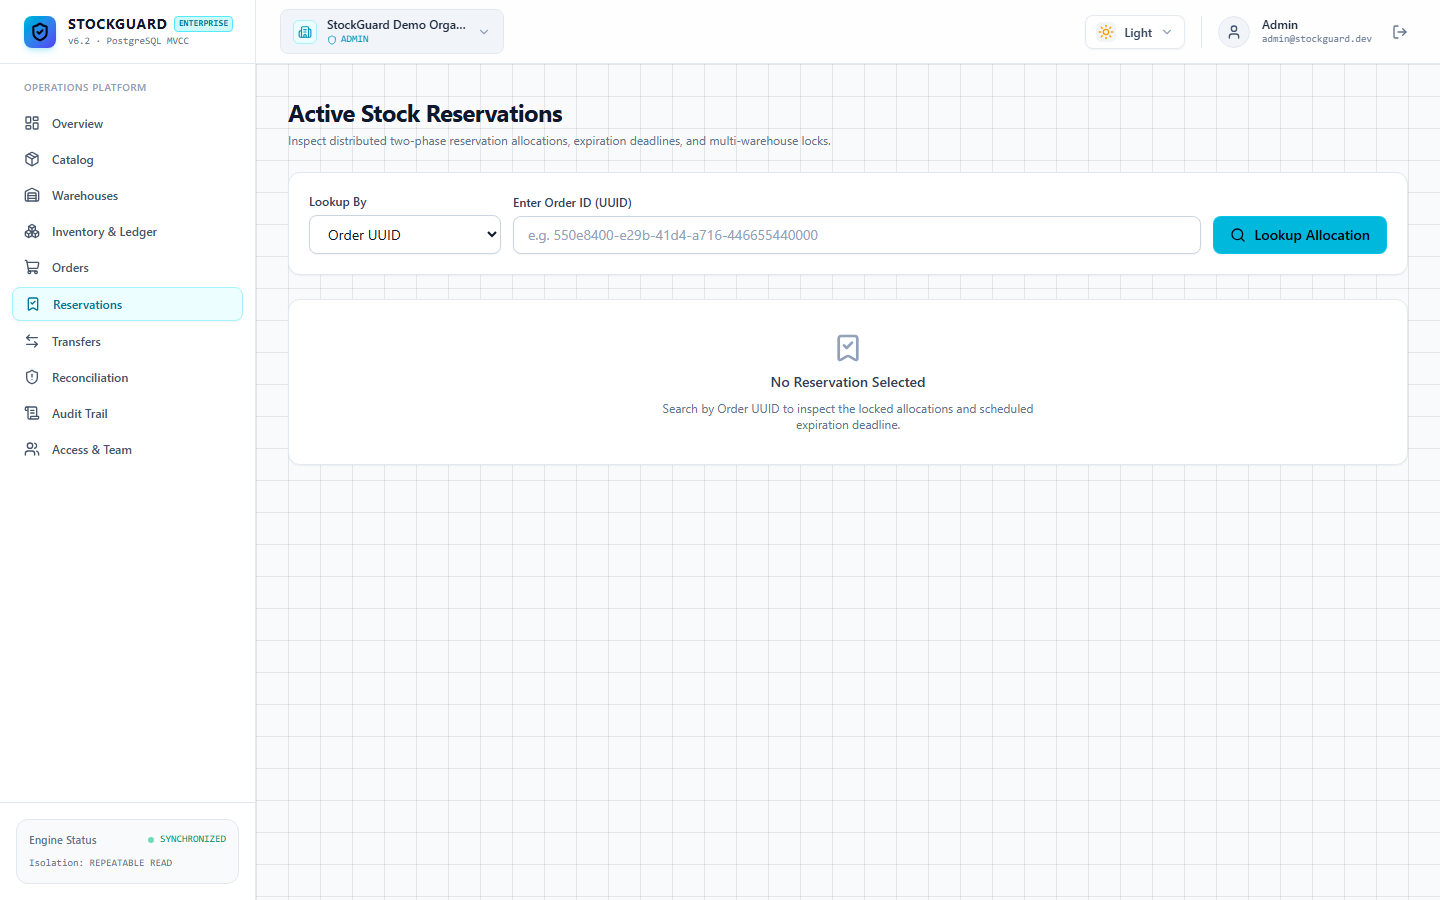 STOCKGUARD ENTERPRISE
v6.2 · PostgreSQL MVCC
StockGuard Demo Orga...
ADMIN
Light
Admin
admin@stockguard.dev
OPERATIONS PLATFORM
Overview
Catalog
Warehouses
Inventory & Ledger
Orders
Reservations
Transfers
Reconciliation
Audit Trail
Access & Team
Engine Status
SYNCHRONIZED
Isolation: REPEATABLE READ
Active Stock Reservations
Inspect distributed two-phase reservation allocations, expiration deadlines, and multi-warehouse locks.
Lookup By
Order UUID
Enter Order ID (UUID)
e.g. 550e8400-e29b-41d4-a716-446655440000
Lookup Allocation
No Reservation Selected
Search by Order UUID to inspect the locked allocations and scheduled
expiration deadline.